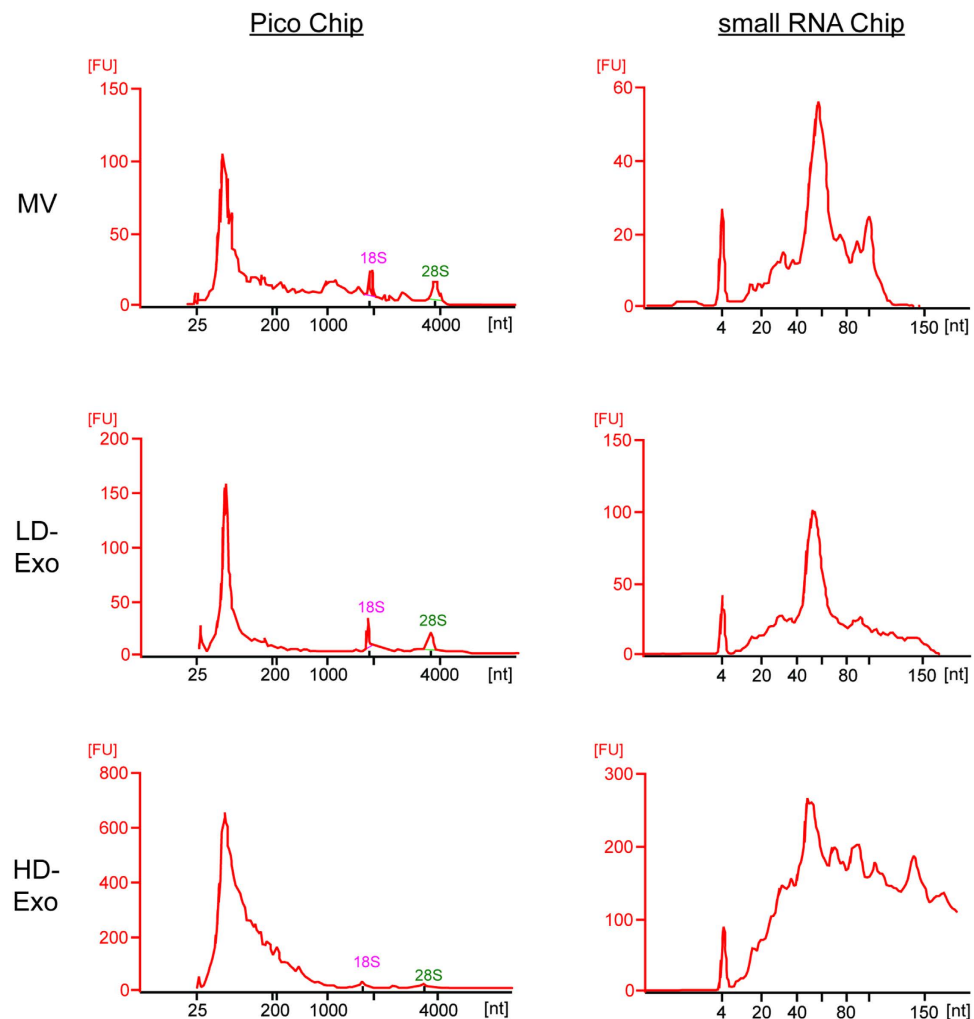 Pico Chip
small RNA Chip
MV
[FU]
150
100
50
0
18S
28S
25 200 1000 4000 [nt]
[FU]
60
40
20
0
4 20 40 80 150 [nt]
LD-
Exo
[FU]
200
150
100
50
0
18S
28S
25 200 1000 4000 [nt]
[FU]
150
100
50
0
4 20 40 80 150 [nt]
HD-
Exo
[FU]
800
600
400
200
0
18S
28S
25 200 1000 4000 [nt]
[FU]
300
200
100
0
4 20 40 80 150 [nt]